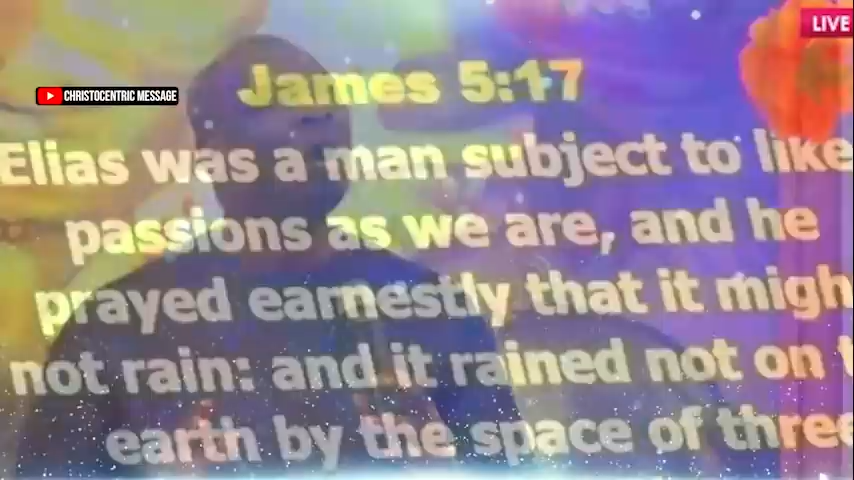 LIVE
CHRISTOCENTRIC MESSAGE
James 5:17
Elias was a man subject to like
passions as we are, and he
prayed earnestly that it migh
not rain: and it rained not on t
earth by the space of three